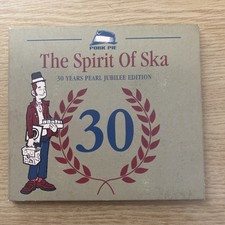 PORK PIE
The Spirit Of Ska
30 YEARS PEARL JUBILEE EDITION
30